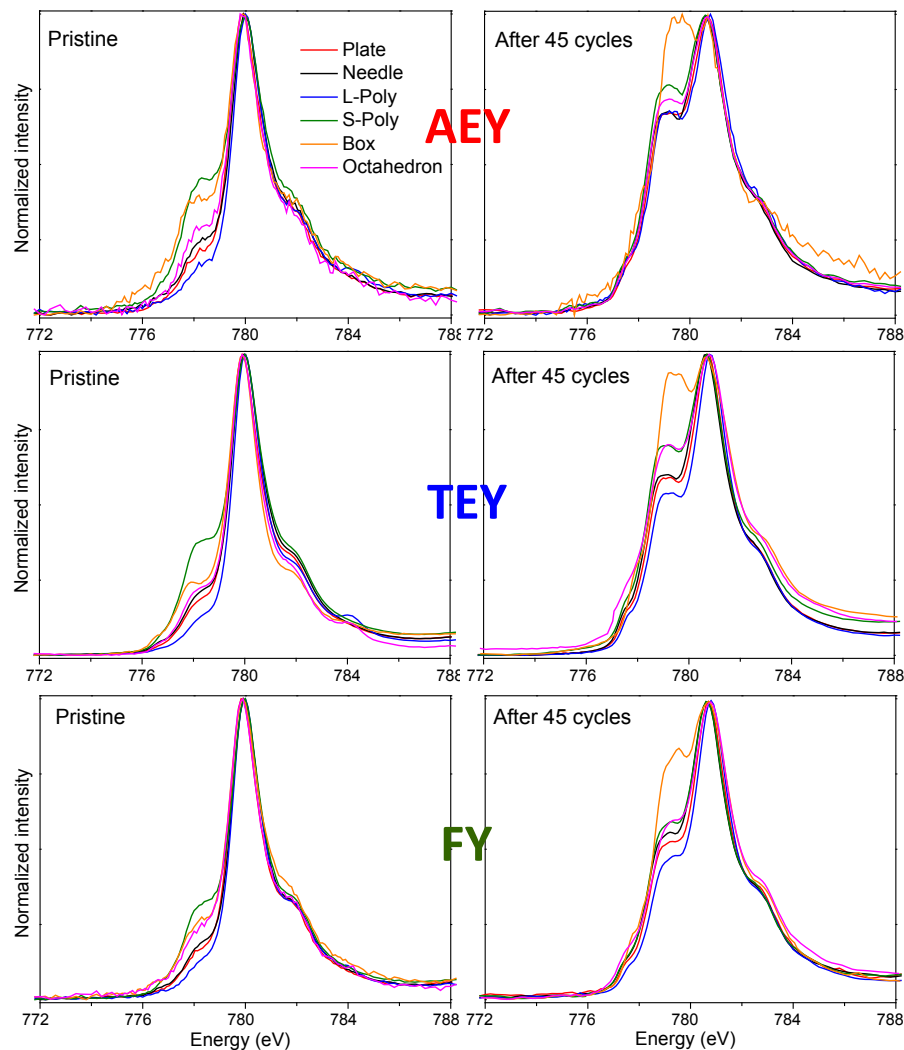 Pristine
Plate
Needle
L-Poly
S-Poly
Box
Octahedron
Normalized intensity
772 776 780 784 788
AEY
After 45 cycles
772 776 780 784 788
Pristine
Normalized intensity
772 776 780 784 788
TEY
After 45 cycles
772 776 780 784 788
Pristine
Normalized intensity
772 776 780 784 788
Energy (eV)
FY
After 45 cycles
772 776 780 784 788
Energy (eV)